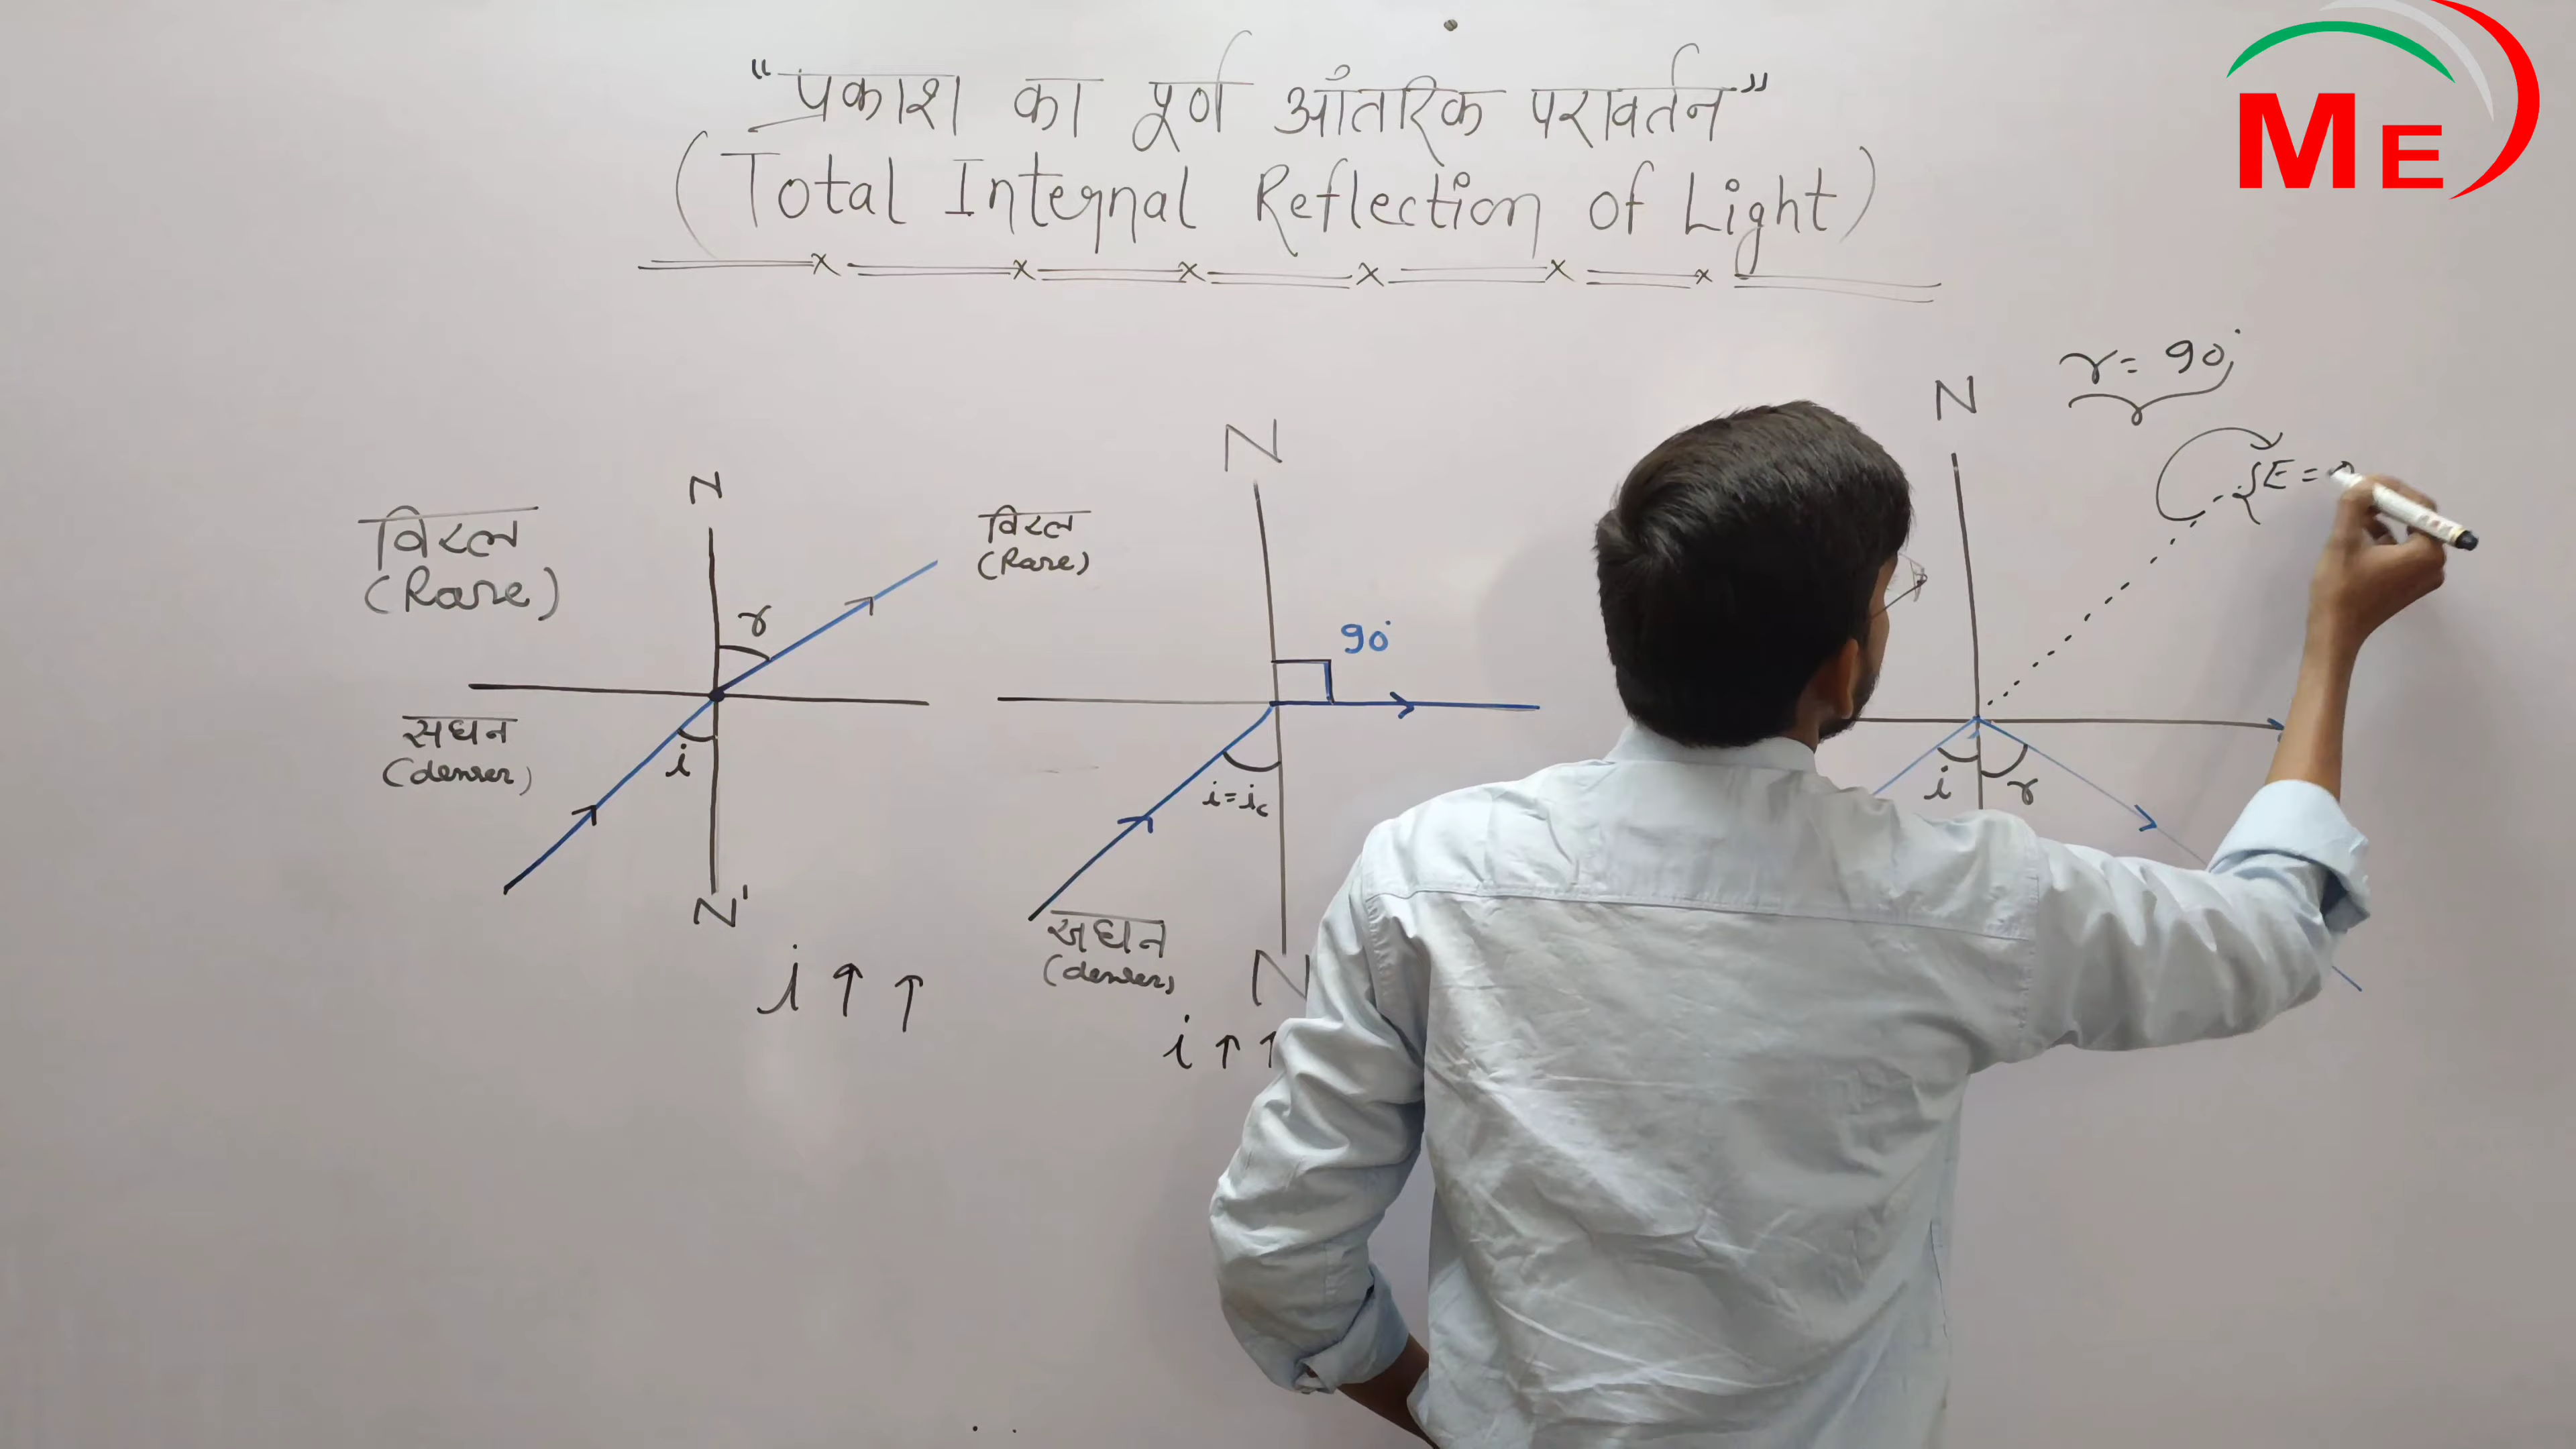 "प्रकाश का पूर्ण आँतरिक परावर्तन"
(Total Internal Reflection of Light)
ME
r = 90°
N
N
N
{E =
विरल
(Rare)
विरल
(Rare)
r
90°
सघन
(denser)
i
i = ic
i
r
N'
सघन
(denser)
N
i ↑ ↑
i ↑ ↑